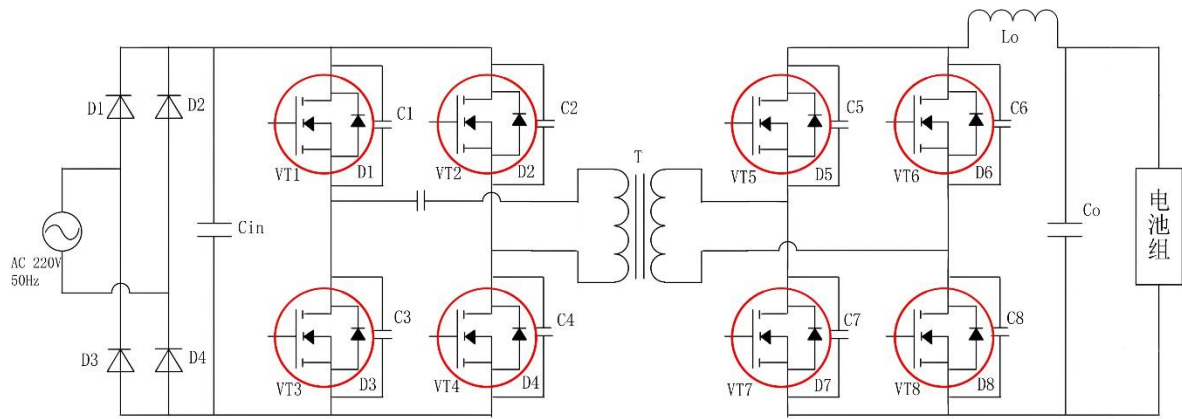 Lo
D1
D2
C1
C2
C5
C6
VT1
D1
VT2
D2
T
VT5
D5
VT6
D6
Cin
Co
电池组
AC 220V
50Hz
C3
C4
C7
C8
D3
D4
VT3
D3
VT4
D4
VT7
D7
VT8
D8